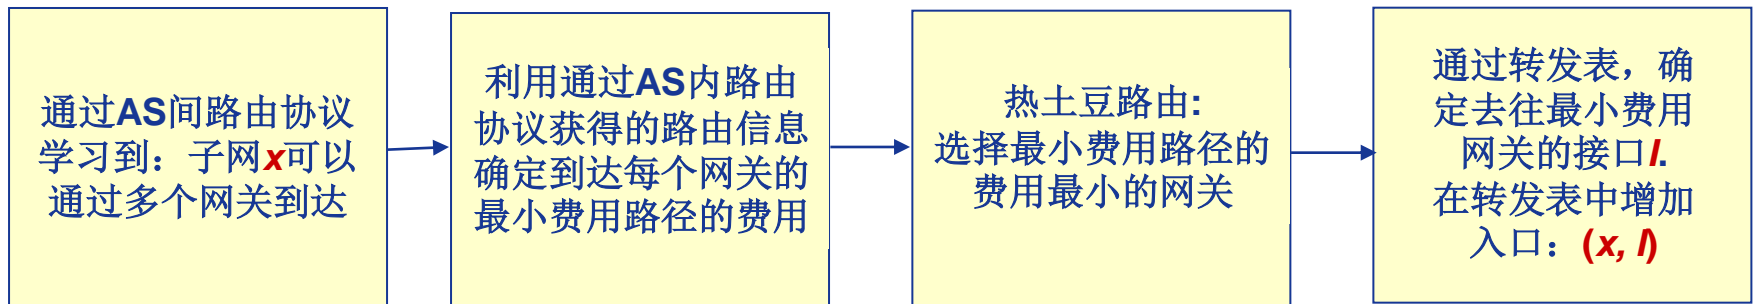 通过AS间路由协议
学习到：子网x可以
通过多个网关到达
利用通过AS内路由
协议获得的路由信息
确定到达每个网关的
最小费用路径的费用
热土豆路由:
选择最小费用路径的
费用最小的网关
通过转发表，确
定去往最小费用
网关的接口I.
在转发表中增加
入口：(x, I)